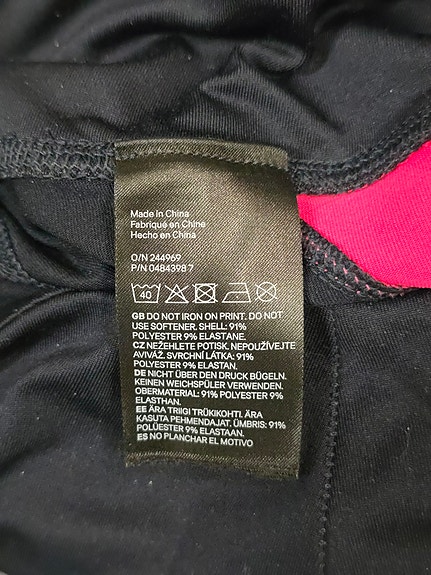 Made in China
Fabriqué en Chine
Hecho en China
O/N 244969
P/N 0484398 7
40
GB DO NOT IRON ON PRINT. DO NOT
USE SOFTENER. SHELL: 91%
POLYESTER 9% ELASTANE.
CZ NEŽEHLETE POTISK. NEPOUŽÍVEJTE
AVIVÁŽ. SVRCHNÍ LÁTKA: 91%
POLYESTER 9% ELASTAN.
DE NICHT ÜBER DEN DRUCK BÜGELN.
KEINEN WEICHSPÜLER VERWENDEN.
OBERMATERIAL: 91% POLYESTER 9%
ELASTHAN.
EE ÄRA TRIIGI TRÜKIKOHTI. ÄRA
KASUTA PEHMENDAJAT. ÜMBRIS: 91%
POLÜESTER 9% ELASTAAN.
ES NO PLANCHAR EL MOTIVO